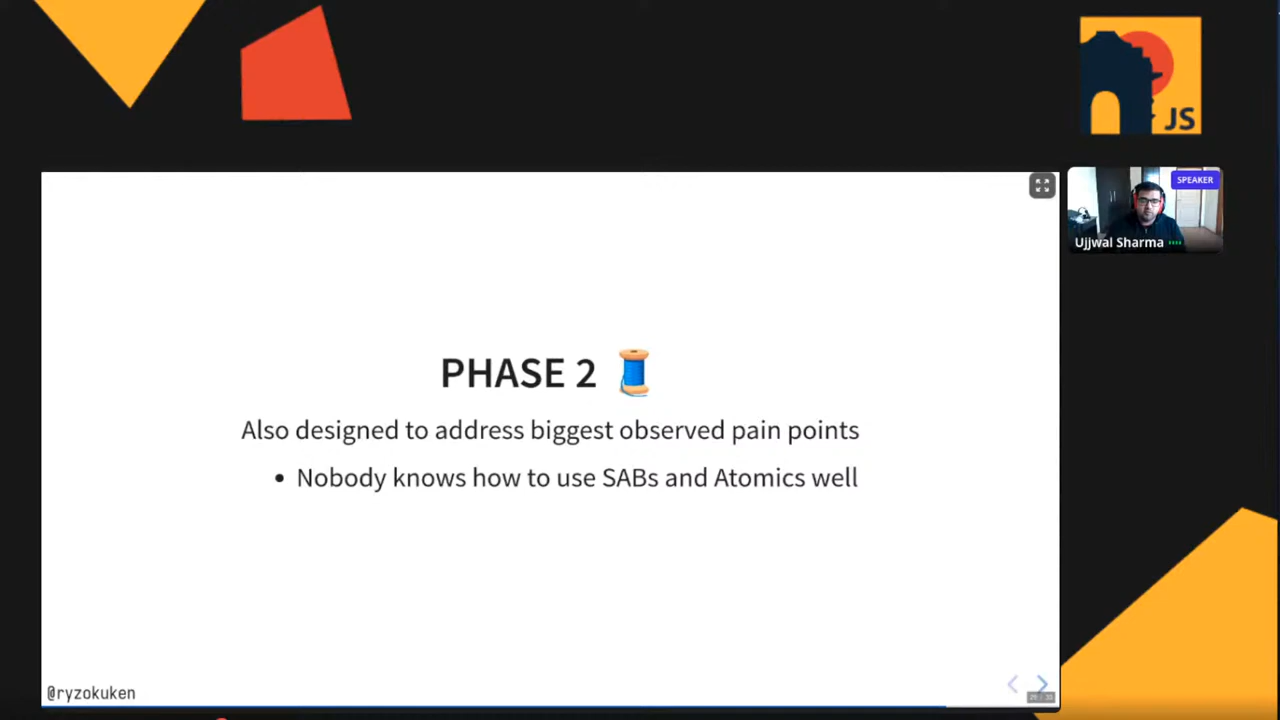 JS
SPEAKER
Ujjwal Sharma
PHASE 2
Also designed to address biggest observed pain points
• Nobody knows how to use SABs and Atomics well
@ryzokuken